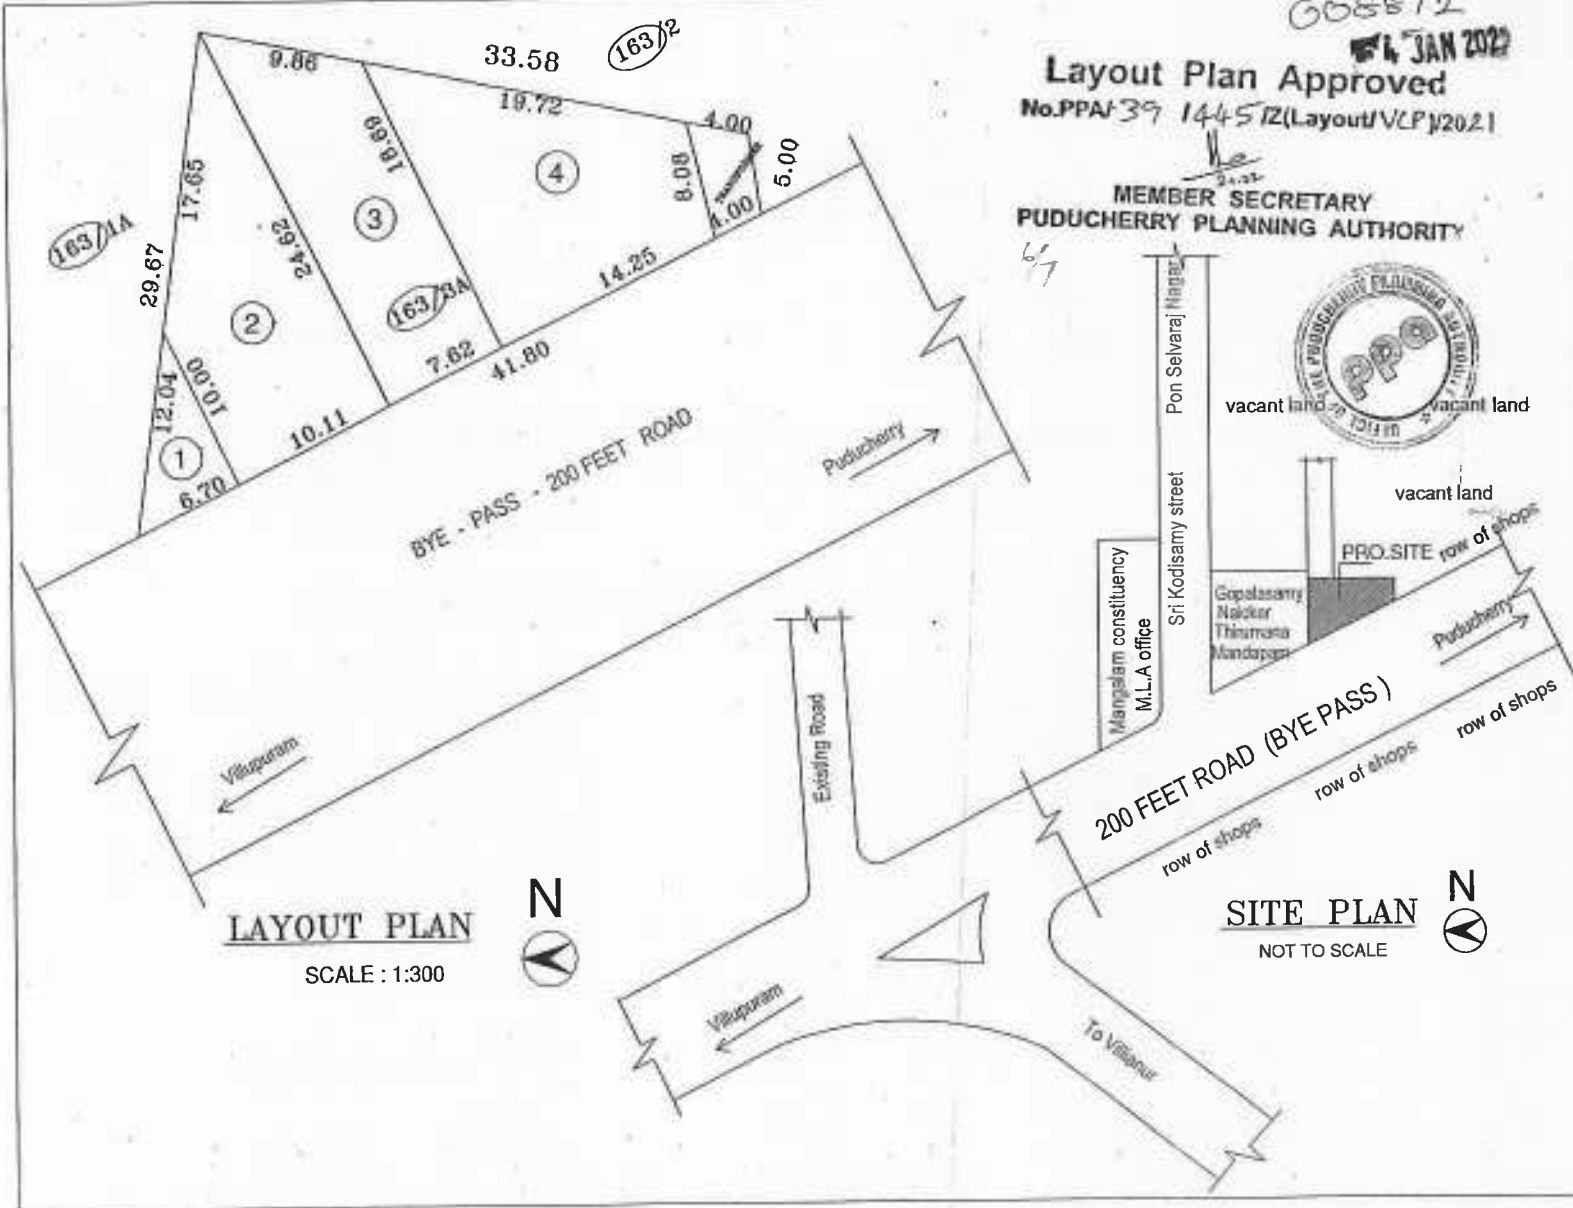 4 JAN 2022
Layout Plan Approved
No.PPA/ 39 1445 /Z(Layout/VLP)/2021
MEMBER SECRETARY
PUDUCHERRY PLANNING AUTHORITY
9.86
33.58
163/2
19.72
4.00
5.00
18.69
17.65
8.08
4.00
4
3
163/1A
29.67
24.62
14.25
163/3A
2
7.62
41.80
10.00
12.04
10.11
1
6.70
BYE - PASS - 200 FEET ROAD
Puducherry
Villupuram
LAYOUT PLAN
SCALE : 1:300
N
Pon Selvaraj Nagar
Sri Kodisamy street
OFFICE OF THE PUDUCHERRY PLANNING AUTHORITY
PPA
vacant land
vacant land
vacant land
PRO.SITE
row of shops
Mangalam constituency
M.L.A office
Gopalasamy
Naicker
Thirumana
Mandapam
Puducherry
Existing Road
200 FEET ROAD (BYE PASS)
row of shops
row of shops
row of shops
Villupuram
To Villianur
SITE PLAN
NOT TO SCALE
N